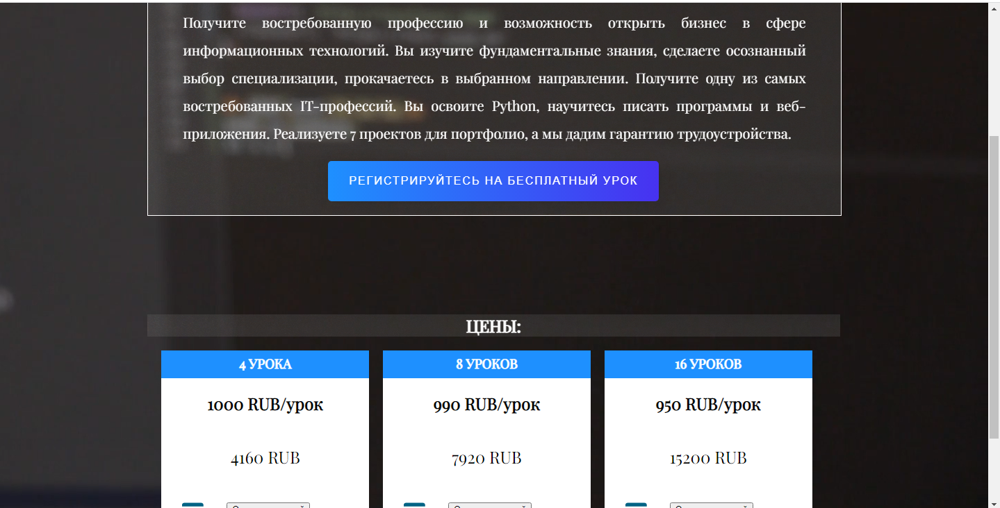 Получите востребованную профессию и возможность открыть бизнес в сфере
информационных технологий. Вы изучите фундаментальные знания, сделаете осознанный
выбор специализации, прокачаетесь в выбранном направлении. Получите одну из самых
востребованных IT-профессий. Вы освоите Python, научитесь писать программы и веб-
приложения. Реализуете 7 проектов для портфолио, а мы дадим гарантию трудоустройства.
РЕГИСТРИРУЙТЕСЬ НА БЕСПЛАТНЫЙ УРОК
ЦЕНЫ:
4 УРОКА
1000 RUB/урок
4160 RUB
8 УРОКОВ
990 RUB/урок
7920 RUB
16 УРОКОВ
950 RUB/урок
15200 RUB